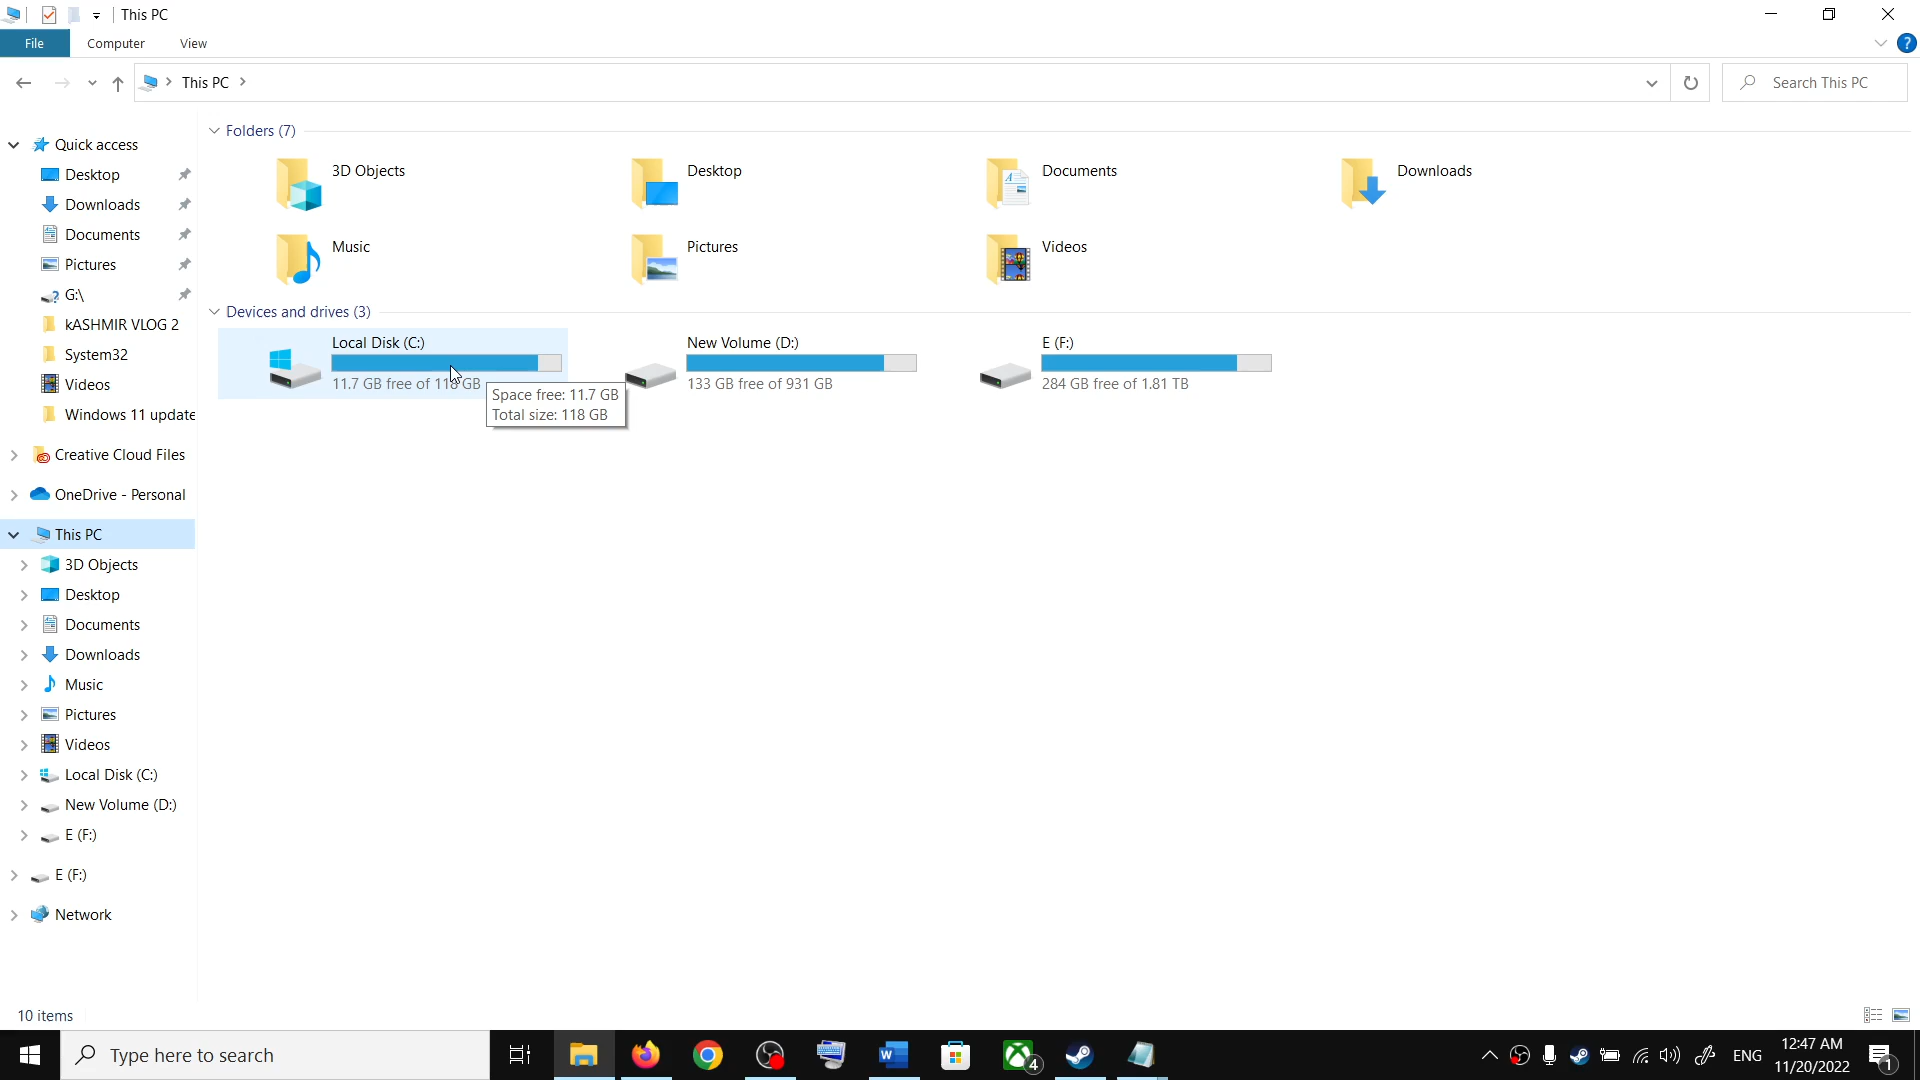 This PC
File Computer View
This PC
Search This PC
Quick access
Desktop
Downloads
Documents
Pictures
G:\
kASHMIR VLOG 2
System32
Videos
Windows 11 update
Creative Cloud Files
OneDrive - Personal
This PC
3D Objects
Desktop
Documents
Downloads
Music
Pictures
Videos
Local Disk (C:)
New Volume (D:)
E (F:)
E (F:)
Network
Folders (7)
3D Objects
Desktop
Documents
Downloads
Music
Pictures
Videos
Devices and drives (3)
Local Disk (C:)
11.7 GB free of 118 GB
New Volume (D:)
133 GB free of 931 GB
E (F:)
284 GB free of 1.81 TB
Space free: 11.7 GB
Total size: 118 GB
10 items
Type here to search
4
ENG
12:47 AM
11/20/2022
1